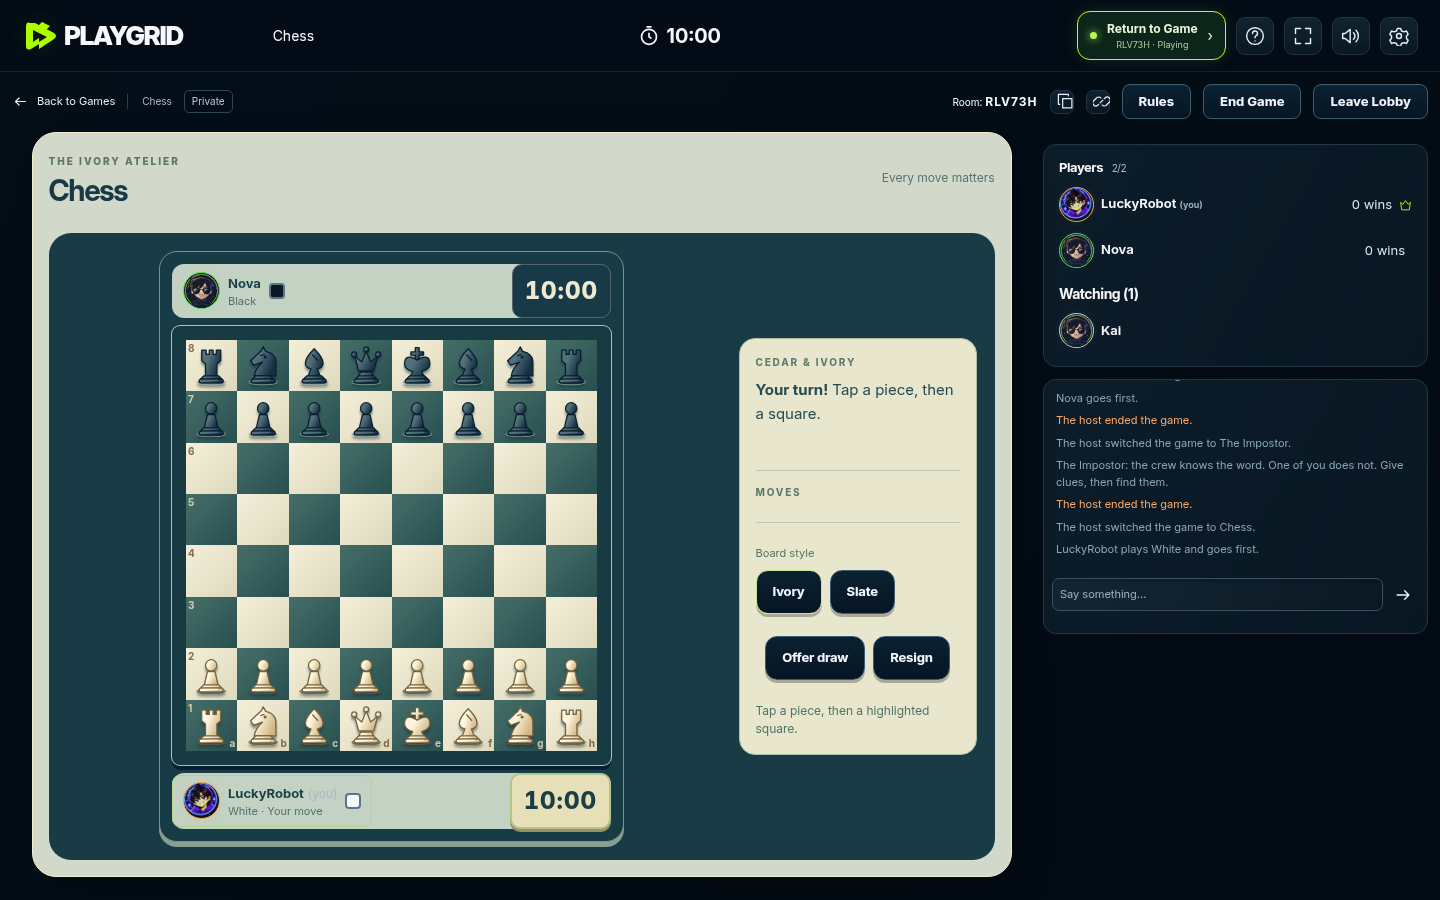 PLAYGRID
Chess
10:00
Return to Game
RLV73H · Playing
Back to Games
Chess
Private
Room: RLV73H
Rules
End Game
Leave Lobby
THE IVORY ATELIER
Chess
Every move matters
Nova
Black
10:00
8
7
6
5
4
3
2
1
a b c d e f g h
LuckyRobot (you)
White · Your move
10:00
CEDAR & IVORY
Your turn! Tap a piece, then
a square.
MOVES
Board style
Ivory
Slate
Offer draw
Resign
Tap a piece, then a highlighted
square.
Players 2/2
LuckyRobot (you)
0 wins
Nova
0 wins
Watching (1)
Kai
Nova goes first.
The host ended the game.
The host switched the game to The Impostor.
The Impostor: the crew knows the word. One of you does not. Give
clues, then find them.
The host ended the game.
The host switched the game to Chess.
LuckyRobot plays White and goes first.
Say something...